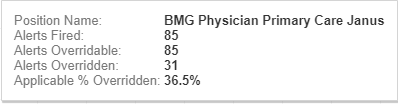 Position Name: BMG Physician Primary Care Janus
Alerts Fired: 85
Alerts Overridable: 85
Alerts Overridden: 31
Applicable % Overridden: 36.5%